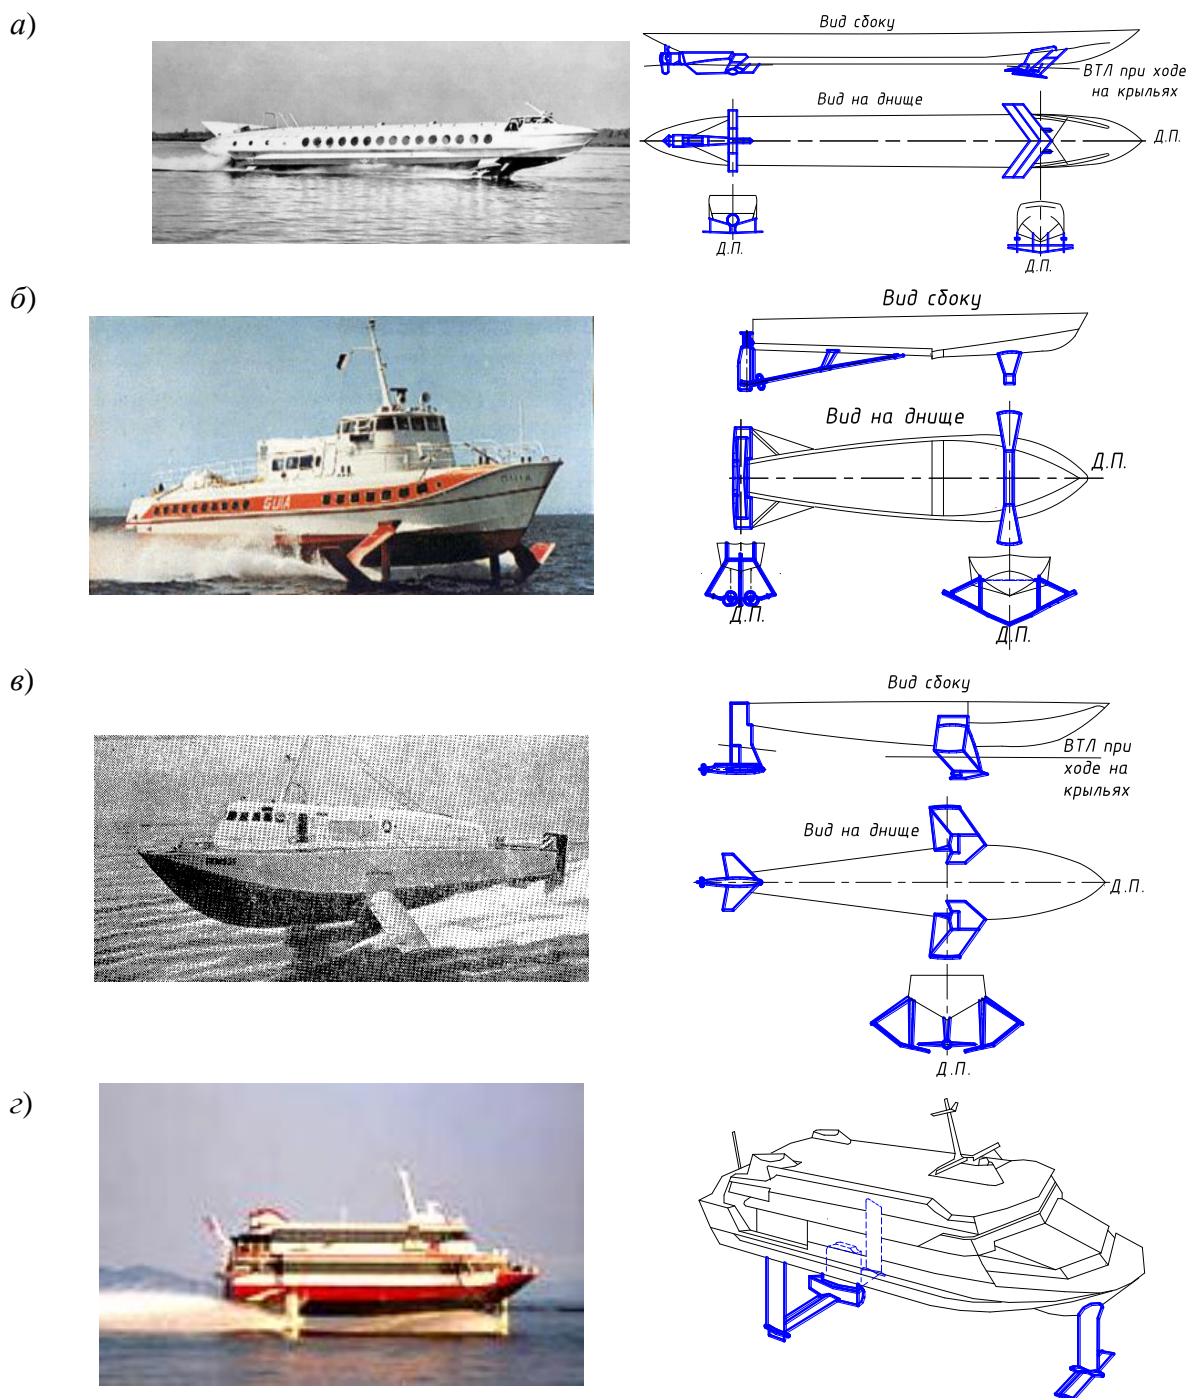 а)
Вид сбоку
ВТЛ при ходе
на крыльях
Вид на днище
Д.П.
Д.П.
Д.П.
б)
Вид сбоку
GUIA
Вид на днище
Д.П.
Д.П.
Д.П.
в)
Вид сбоку
ВТЛ при
ходе на
крыльях
Вид на днище
Д.П.
Д.П.
г)